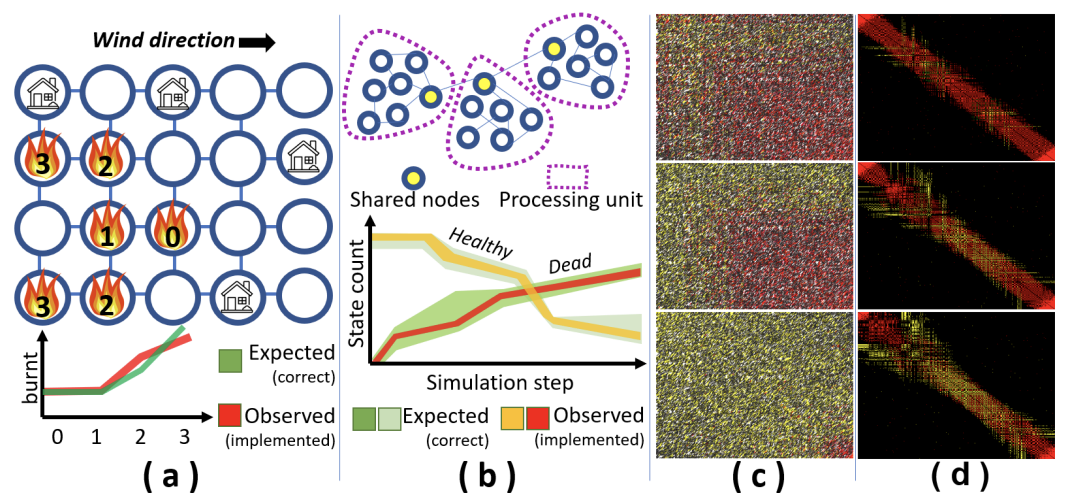 Wind direction
3
2
1
0
3
2
burnt
0
1
2
3
Expected
(correct)
Observed
(implemented)
( a )
Shared nodes
Processing unit
State count
Healthy
Dead
Simulation step
Expected
(correct)
Observed
(implemented)
( b )
( c )
( d )